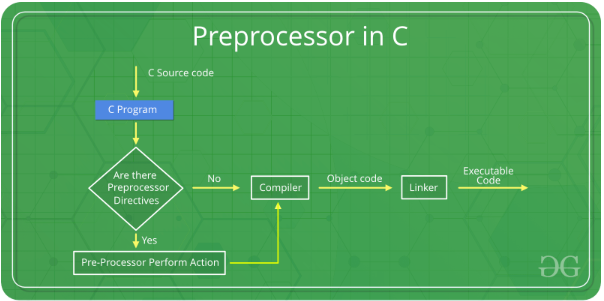 Preprocessor in C
C Source code
C Program
Are there
Preprocessor
Directives
No
Compiler
Object code
Linker
Executable
Code
Yes
Pre-Processor Perform Action
GG